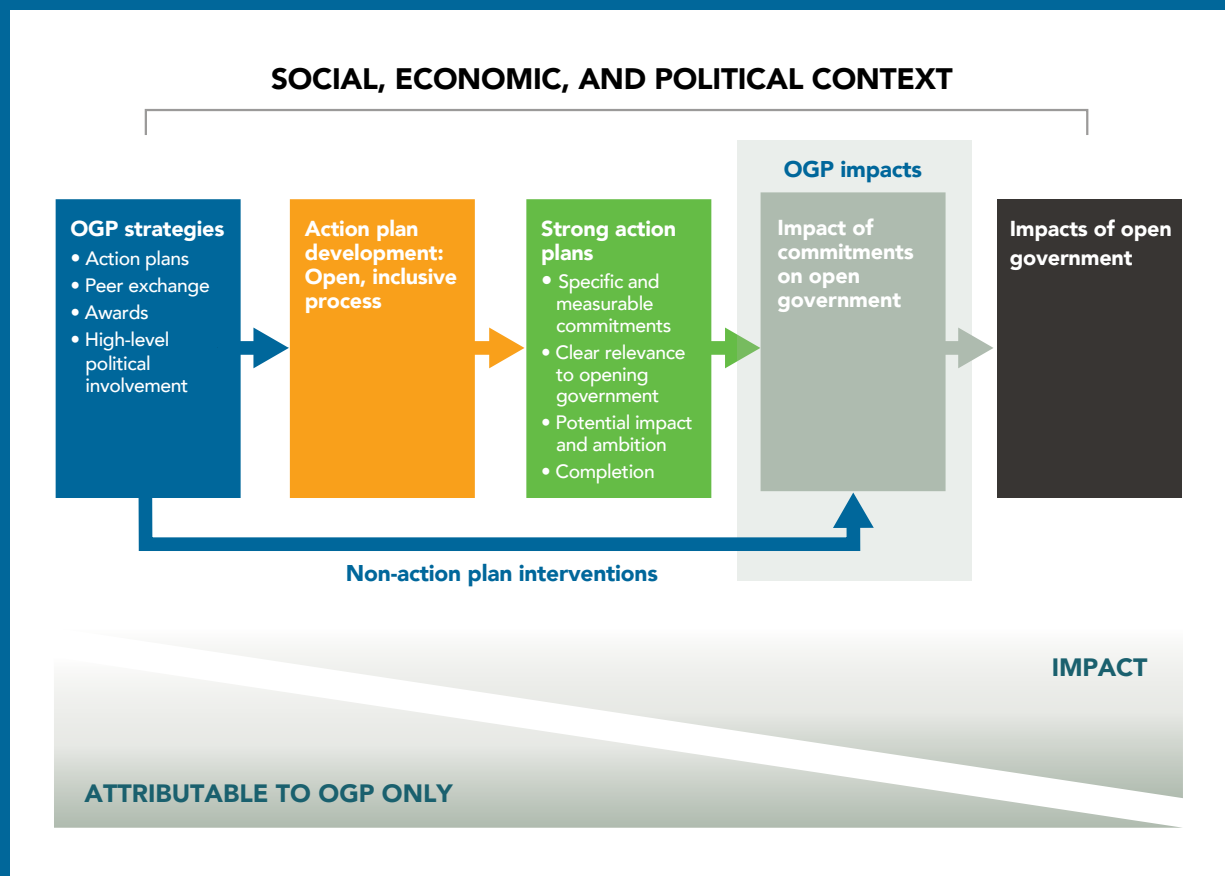 SOCIAL, ECONOMIC, AND POLITICAL CONTEXT
OGP strategies
• Action plans
• Peer exchange
• Awards
• High-level
political
involvement
Action plan
development:
Open, inclusive
process
Strong action
plans
• Specific and
measurable
commitments
• Clear relevance
to opening
government
• Potential impact
and ambition
• Completion
OGP impacts
Impact of
commitments
on open
government
Impacts of open
government
Non-action plan interventions
IMPACT
ATTRIBUTABLE TO OGP ONLY